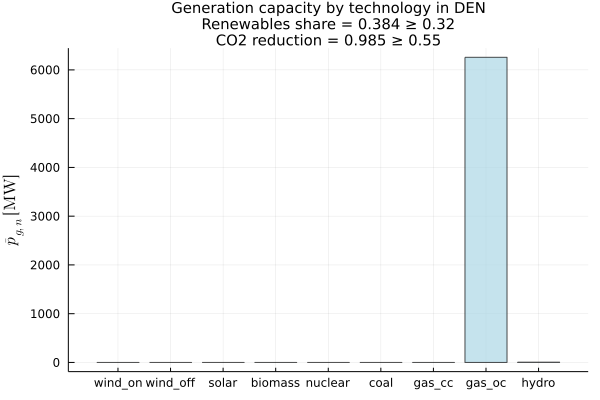 Generation capacity by technology in DEN
Renewables share = 0.384 ≥ 0.32
CO2 reduction = 0.985 ≥ 0.55
6000
5000
4000
3000
2000
1000
0
p̄g,n [MW]
wind_on wind_off solar biomass nuclear coal gas_cc gas_oc hydro